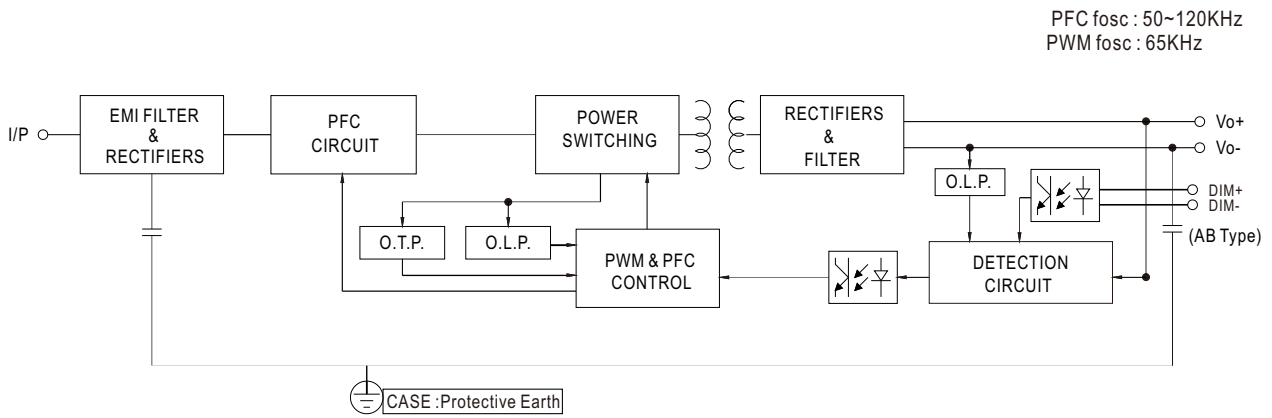 PFC fosc : 50~120KHz
PWM fosc : 65KHz
I/P
EMI FILTER
&
RECTIFIERS
PFC
CIRCUIT
POWER
SWITCHING
RECTIFIERS
&
FILTER
Vo+
Vo-
O.L.P.
DIM+
DIM-
(AB Type)
O.T.P.
O.L.P.
PWM & PFC
CONTROL
DETECTION
CIRCUIT
CASE :Protective Earth